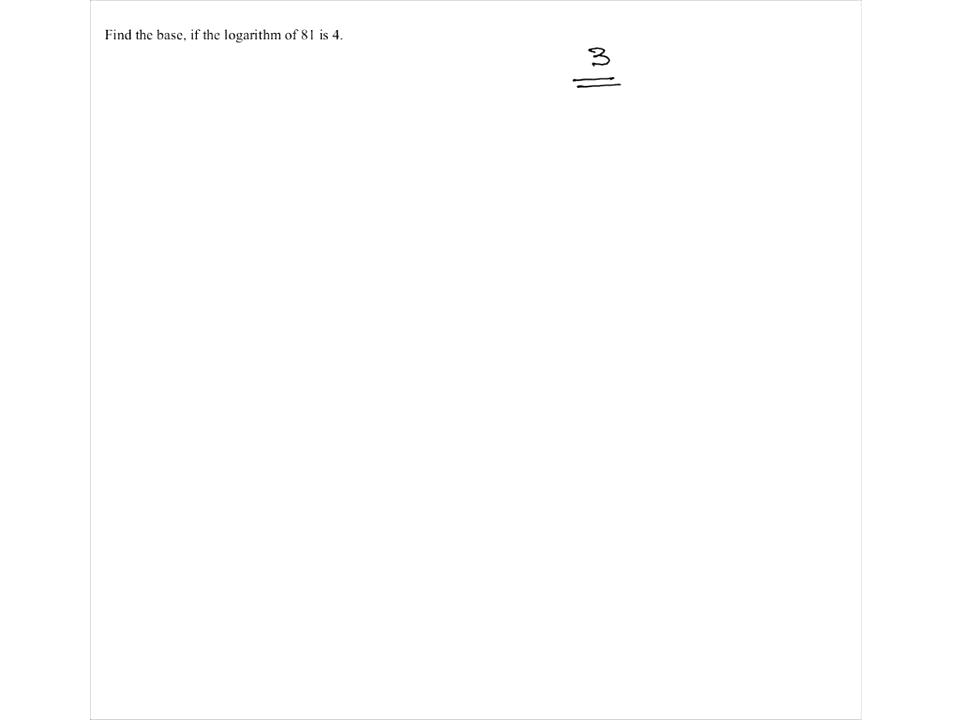 Find the base, if the logarithm of 81 is 4.
3